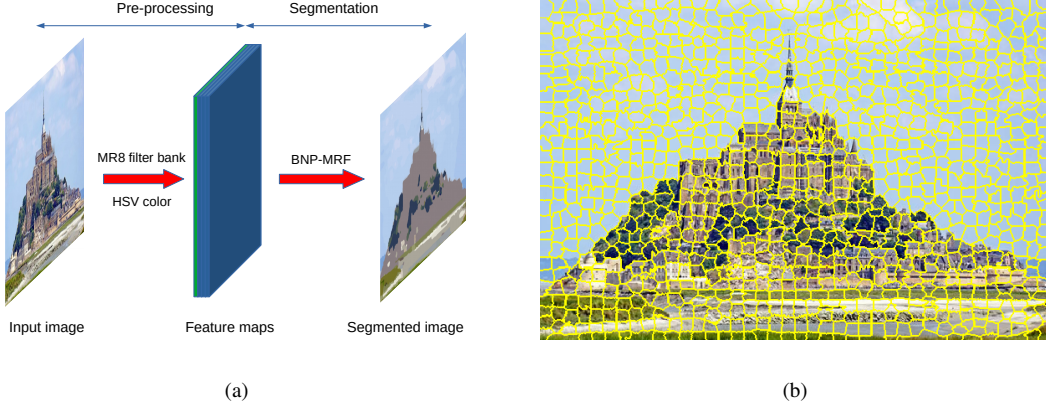 Pre-processing
Segmentation
MR8 filter bank
HSV color
BNP-MRF
Input image
Feature maps
Segmented image
(a)
(b)